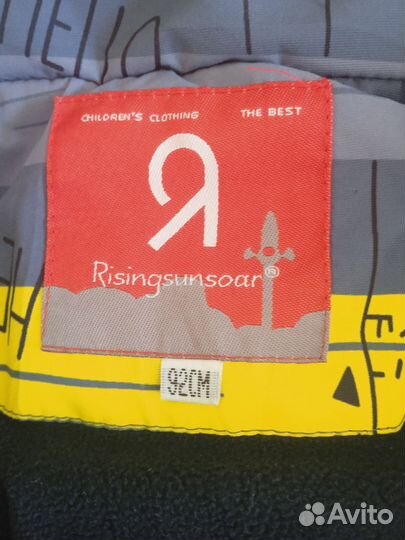 CHILDREN'S CLOTHING THE BEST
Risingsunsoar®
92CM
Avito